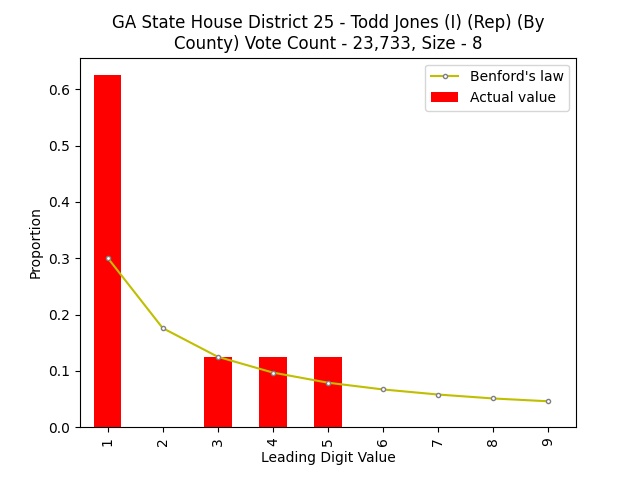 GA State House District 25 - Todd Jones (I) (Rep) (By
County) Vote Count - 23,733, Size - 8
Benford's law
Actual value
Proportion
0.6
0.5
0.4
0.3
0.2
0.1
0.0
1
2
3
4
5
6
7
8
9
Leading Digit Value